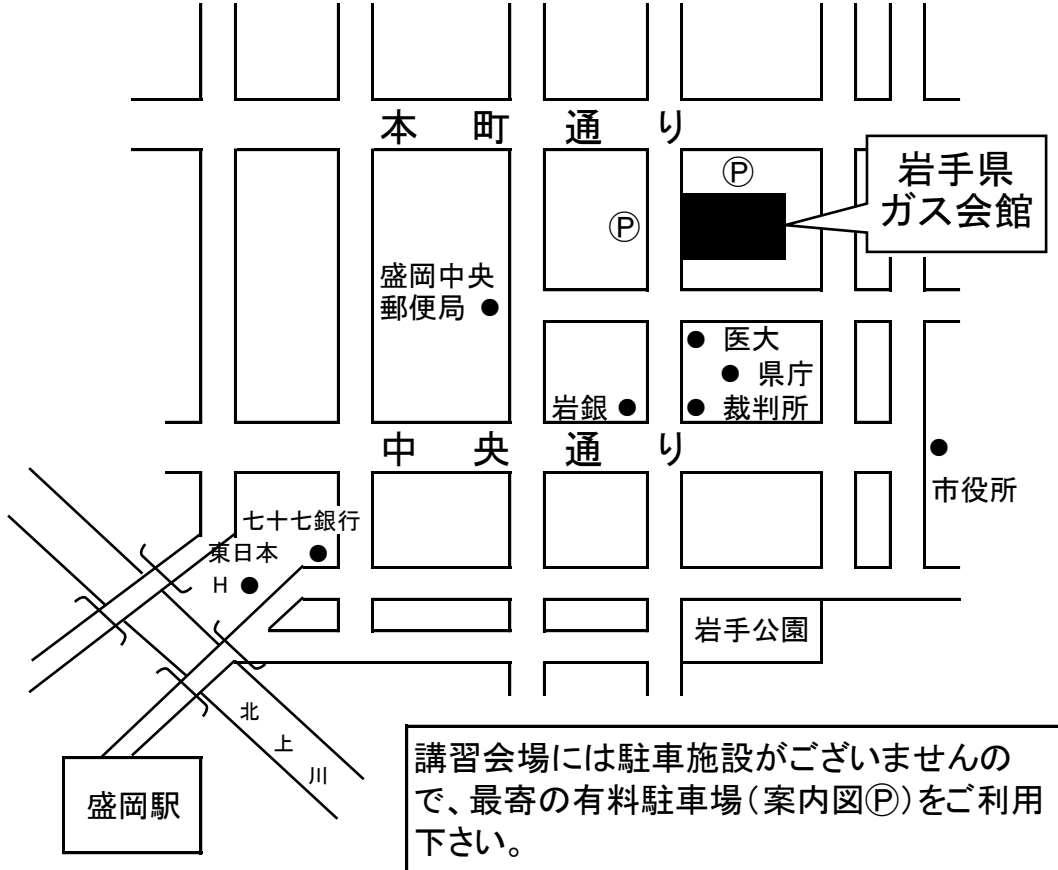 本町通り
Ⓟ
岩手県
ガス会館
Ⓟ
盛岡中央
郵便局
医大
県庁
岩銀
裁判所
中央通り
市役所
七十七銀行
東日本
H
岩手公園
北上川
盛岡駅
講習会場には駐車施設がございませんの
で、最寄の有料駐車場（案内図Ⓟ）をご利用
下さい。